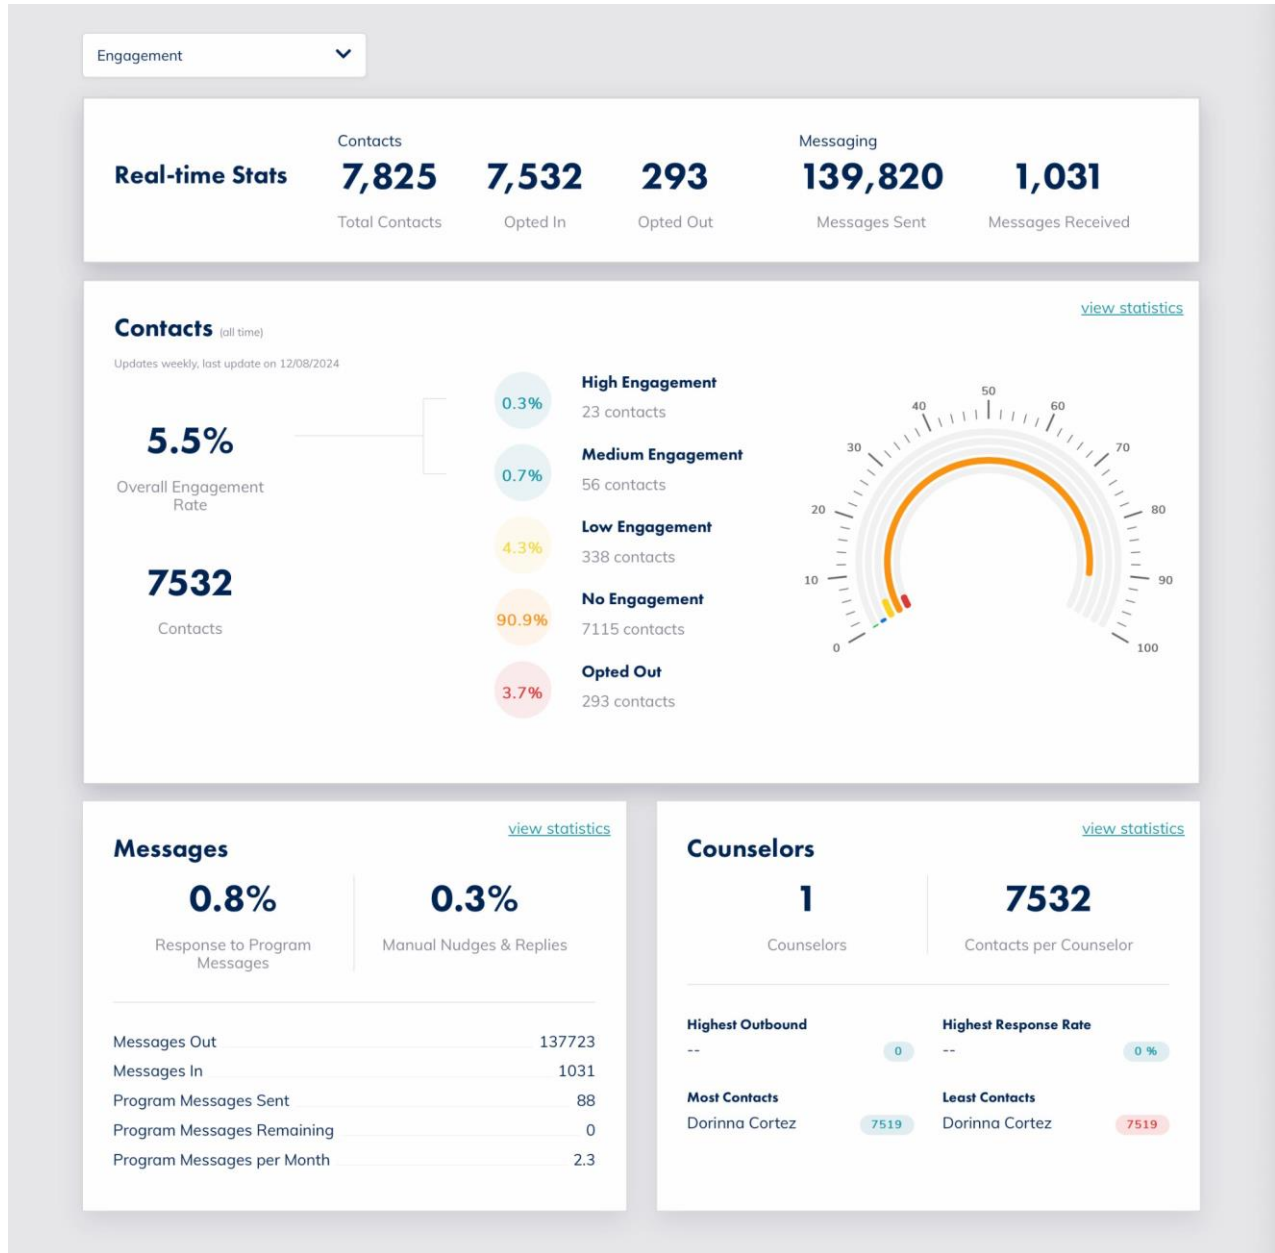 Engagement
Contacts
Messaging
Real-time Stats
7,825
7,532
293
139,820
1,031
Total Contacts
Opted In
Opted Out
Messages Sent
Messages Received
view statistics
Contacts (all time)
Updates weekly, last update on 12/08/2024
5.5%
Overall Engagement
Rate
7532
Contacts
0.3%
High Engagement
23 contacts
0.7%
Medium Engagement
56 contacts
4.3%
Low Engagement
338 contacts
90.9%
No Engagement
7115 contacts
3.7%
Opted Out
293 contacts
0
10
20
30
40
50
60
70
80
90
100
view statistics
Messages
0.8%
Response to Program
Messages
0.3%
Manual Nudges & Replies
Messages Out 137723
Messages In 1031
Program Messages Sent 88
Program Messages Remaining 0
Program Messages per Month 2.3
view statistics
Counselors
1
Counselors
7532
Contacts per Counselor
Highest Outbound
-- 0
Highest Response Rate
-- 0 %
Most Contacts
Dorinna Cortez 7519
Least Contacts
Dorinna Cortez 7519